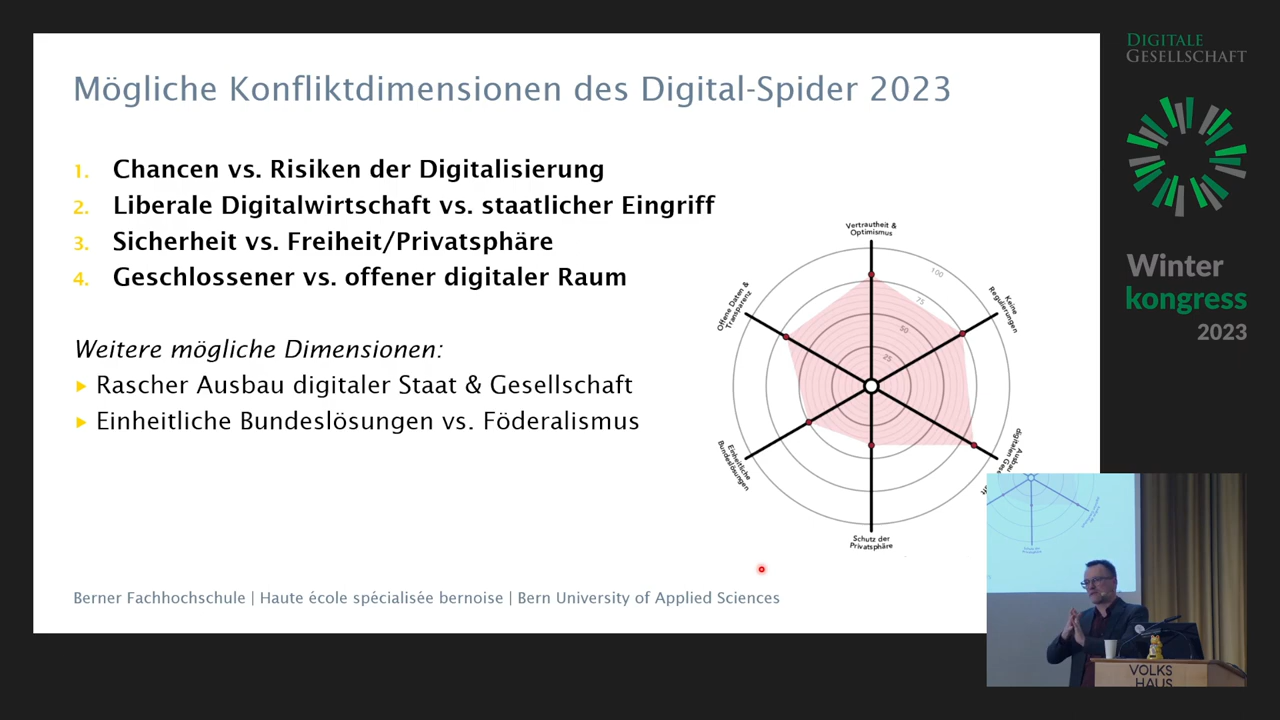 Mögliche Konfliktdimensionen des Digital-Spider 2023
1. Chancen vs. Risiken der Digitalisierung
2. Liberale Digitalwirtschaft vs. staatlicher Eingriff
3. Sicherheit vs. Freiheit/Privatsphäre
4. Geschlossener vs. offener digitaler Raum
Weitere mögliche Dimensionen:
Rascher Ausbau digitaler Staat & Gesellschaft
Einheitliche Bundeslösungen vs. Föderalismus
Vertrautheit &
Optimismus
100
75
50
25
Keine
Regulierungen
Offene Daten &
Transparenz
Einheitliche
Bundeslösungen
Ausbau
Schutz der
Privatsphäre
Berner Fachhochschule | Haute école spécialisée bernoise | Bern University of Applied Sciences
DIGITALE
GESELLSCHAFT
Winter
kongress
2023
VOLKS
HAUS